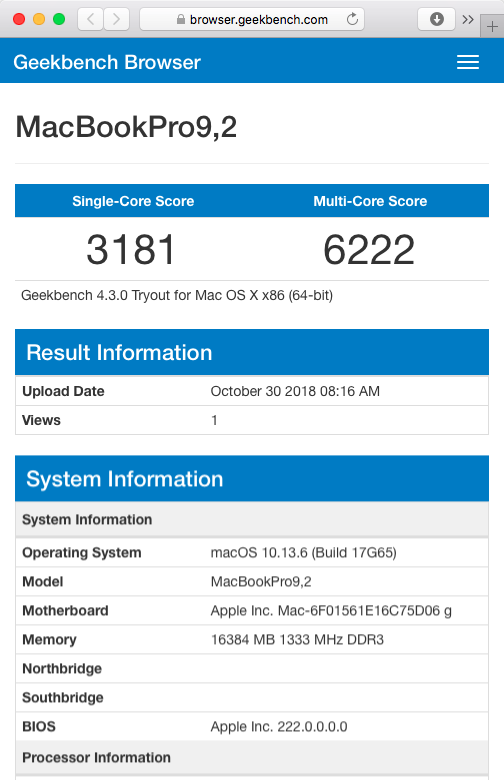 browser.geekbench.com
Geekbench Browser
MacBookPro9,2
Single-Core Score Multi-Core Score
3181 6222
Geekbench 4.3.0 Tryout for Mac OS X x86 (64-bit)
Result Information
Upload Date October 30 2018 08:16 AM
Views 1
System Information
System Information
Operating System macOS 10.13.6 (Build 17G65)
Model MacBookPro9,2
Motherboard Apple Inc. Mac-6F01561E16C75D06 g
Memory 16384 MB 1333 MHz DDR3
Northbridge
Southbridge
BIOS Apple Inc. 222.0.0.0.0
Processor Information